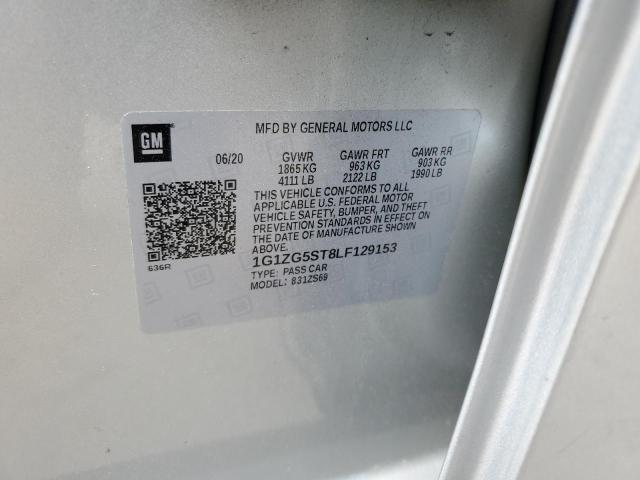 MFD BY GENERAL MOTORS LLC
GM
06/20 GVWR GAWR FRT GAWR RR
1865 KG 963 KG 903 KG
4111 LB 2122 LB 1990 LB
THIS VEHICLE CONFORMS TO ALL
APPLICABLE U.S. FEDERAL MOTOR
VEHICLE SAFETY, BUMPER, AND THEFT
PREVENTION STANDARDS IN EFFECT ON
THE DATE OF MANUFACTURE SHOWN
ABOVE.
636R
1G1ZG5ST8LF129153
TYPE: PASS CAR
MODEL: 831ZS69